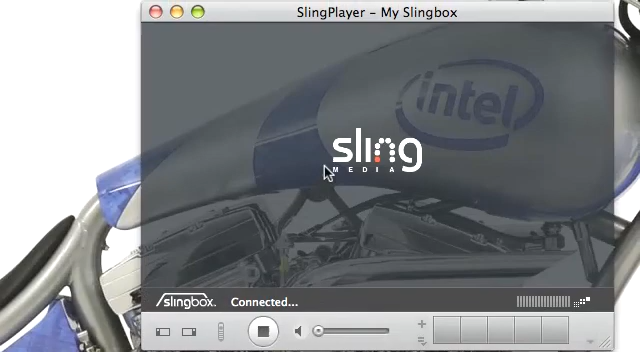 SlingPlayer - My Slingbox
intel
sling
MEDIA
slingbox. Connected...